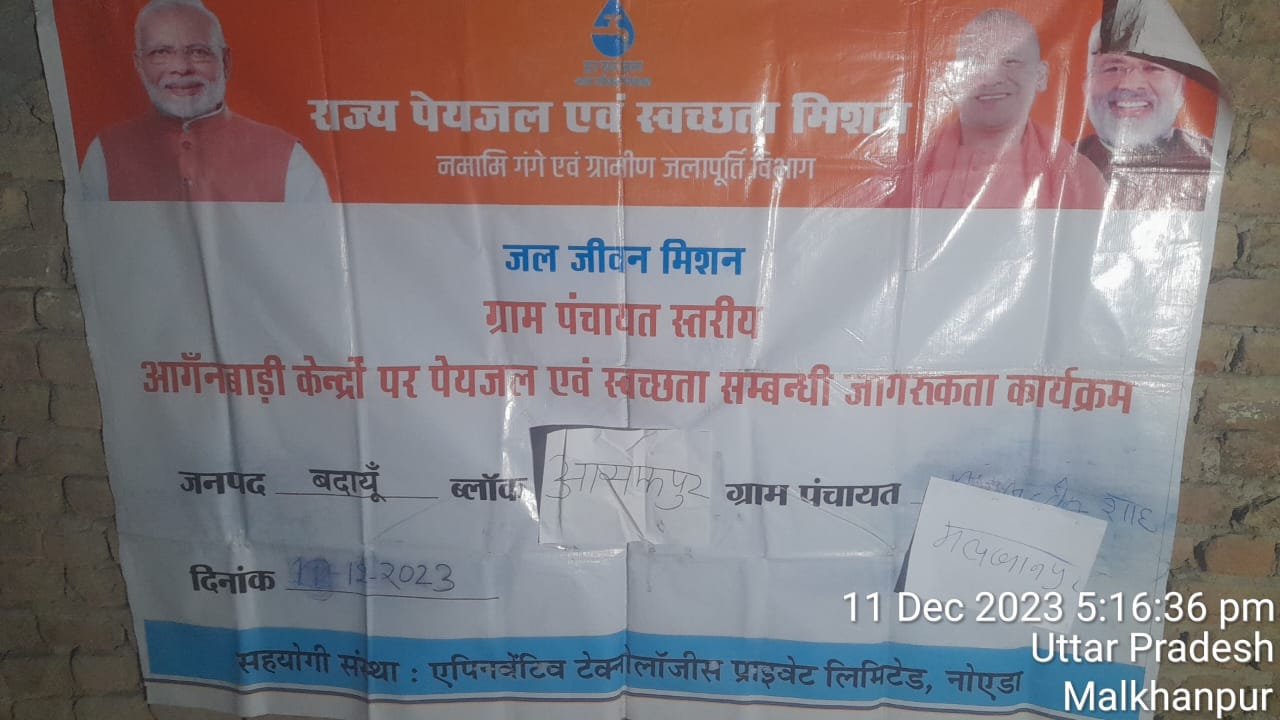 राज्य पेयजल एवं स्वच्छता मिशन
नमामि गंगे एवं ग्रामीण जलापूर्ति विभाग
जल जीवन मिशन
ग्राम पंचायत स्तरीय
आगँनबाड़ी केन्द्रों पर पेयजल एवं स्वच्छता सम्बन्धी जागरुकता कार्यक्रम
जनपद बदायूँ ब्लॉक आसफपुर ग्राम पंचायत शाह
दिनांक 11-12-2023
सहयोगी संस्था : एपिनवेंटिव टेक्नोलॉजीस प्राइवेट लिमिटेड, नोएडा
11 Dec 2023 5:16:36 pm
Uttar Pradesh
Malkhanpur